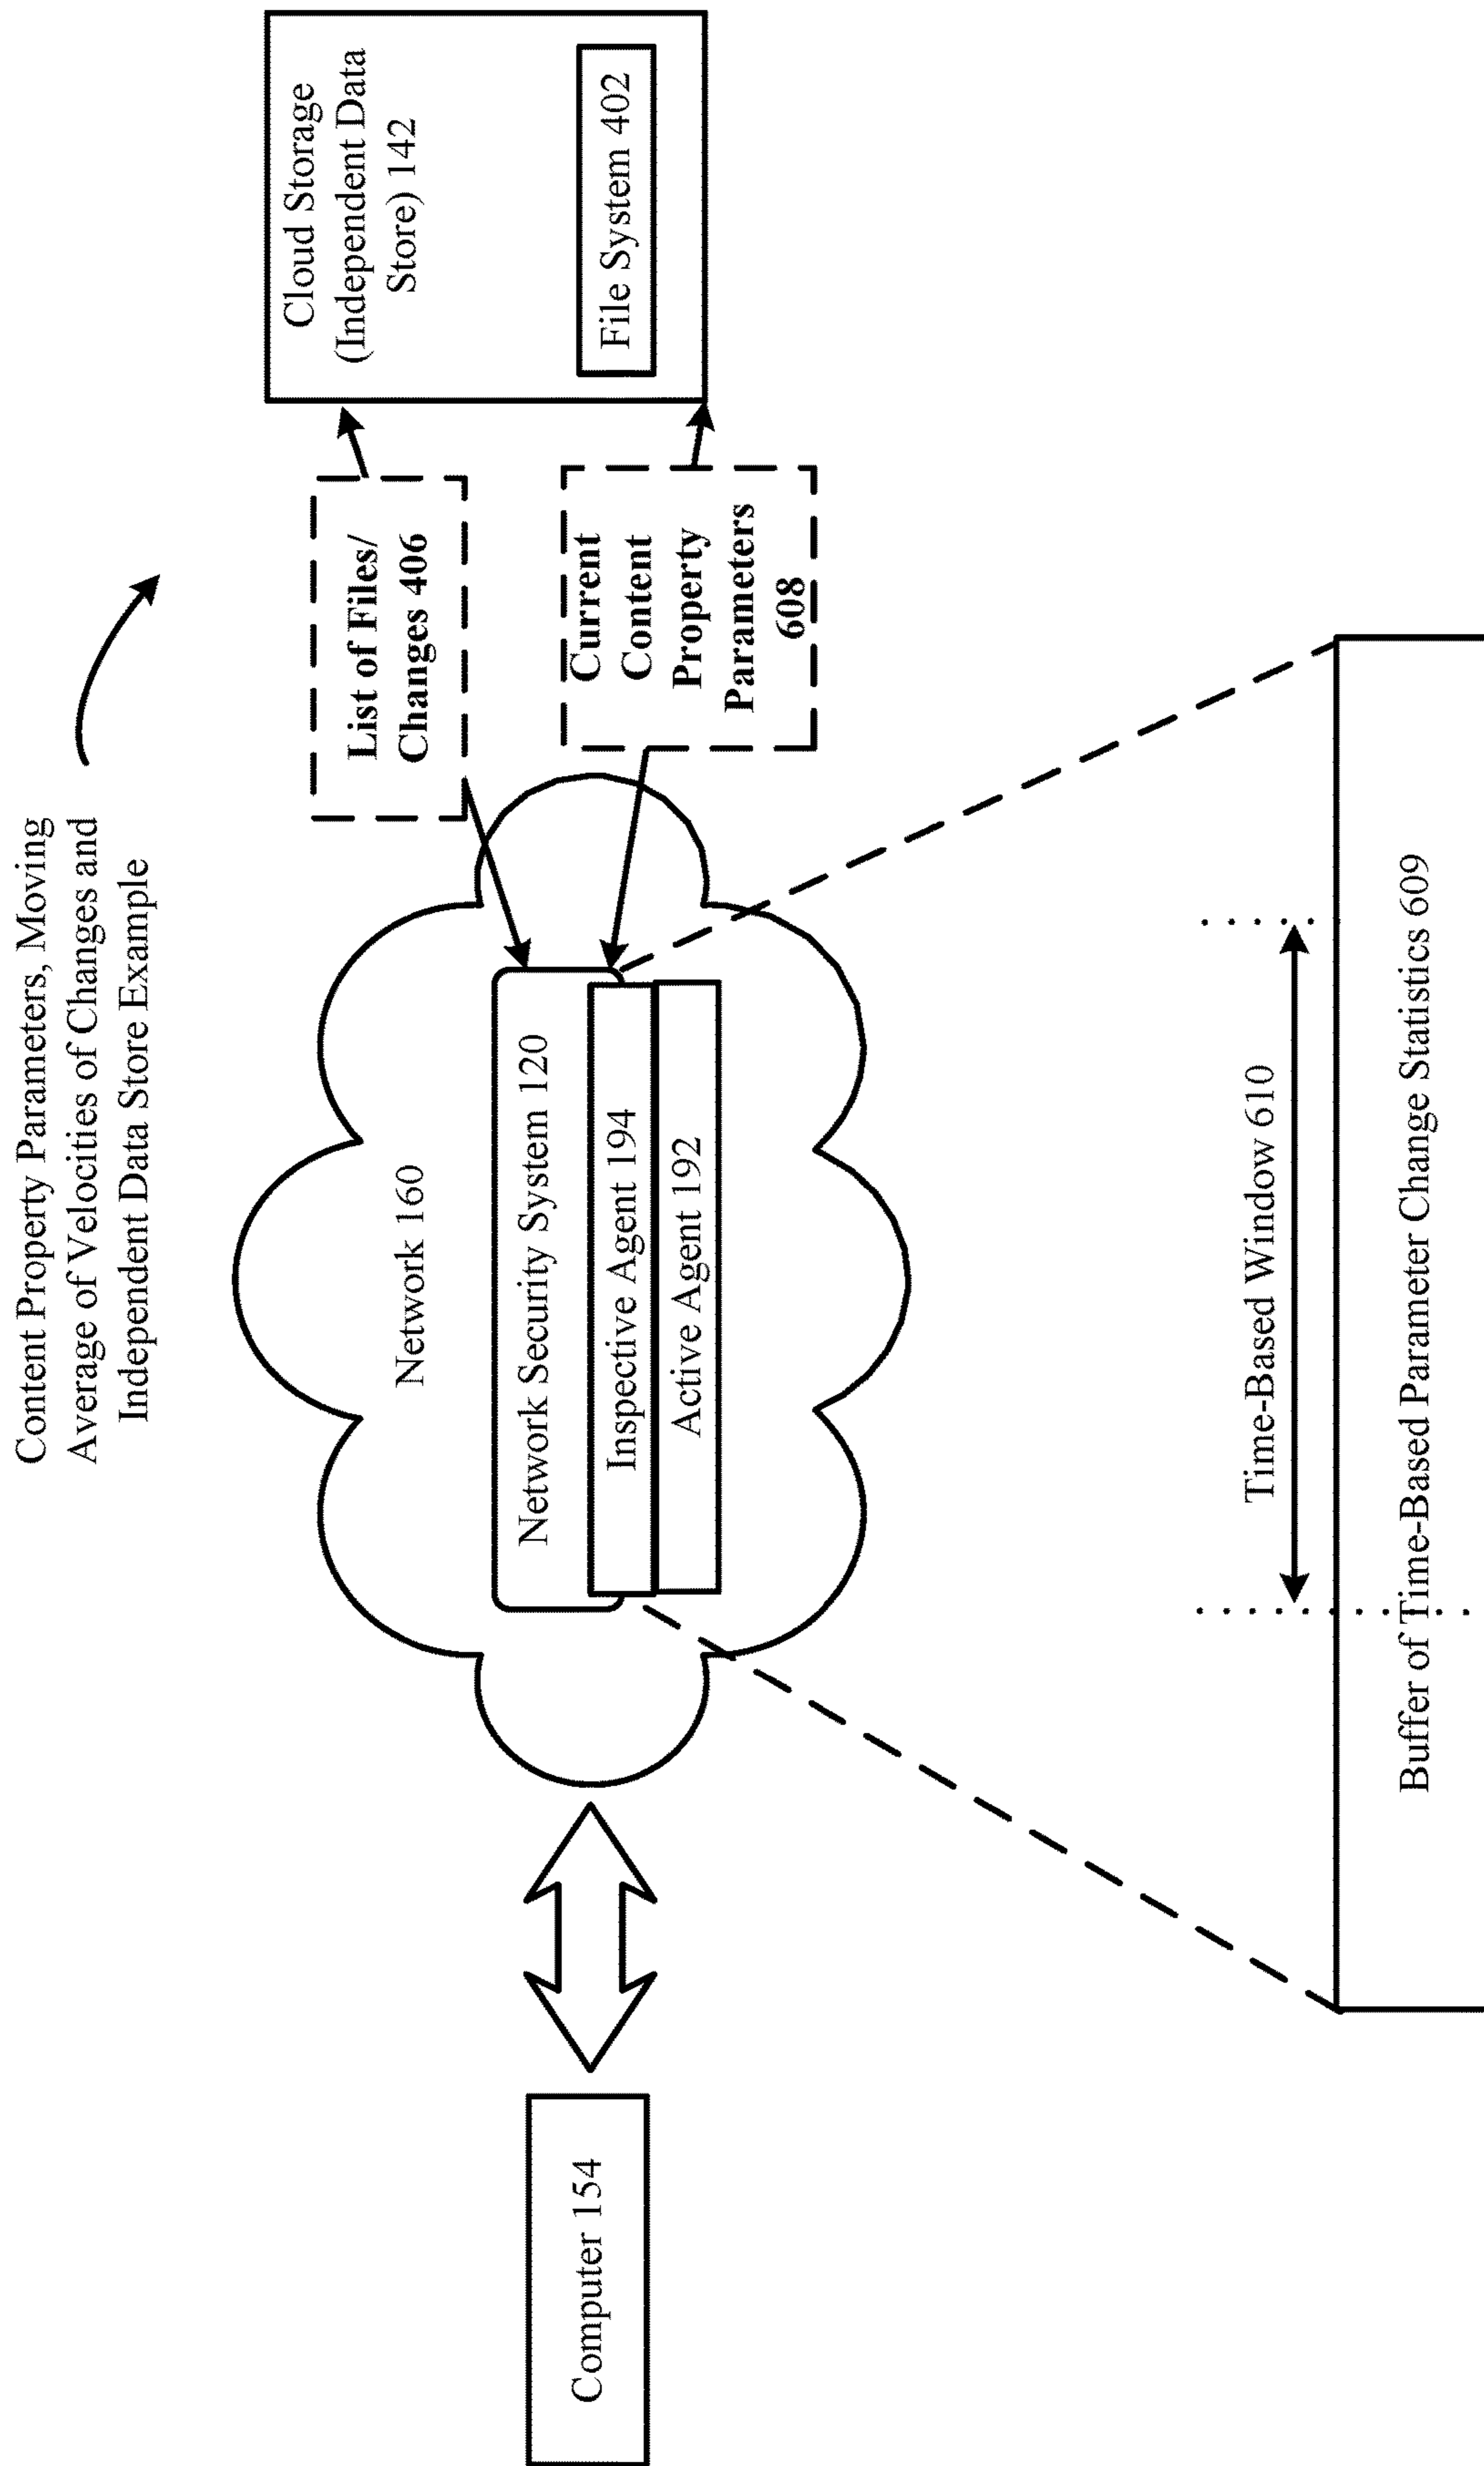 Content Property Parameters, Moving
Average of Velocities of Changes and
Independent Data Store Example
Cloud Storage
(Independent Data
Store) 142
File System 402
List of Files/
Changes 406
Current
Content
Property
Parameters
608
Network 160
Network Security System 120
Inspective Agent 194
Active Agent 192
Computer 154
Time-Based Window 610
Buffer of Time-Based Parameter Change Statistics 609